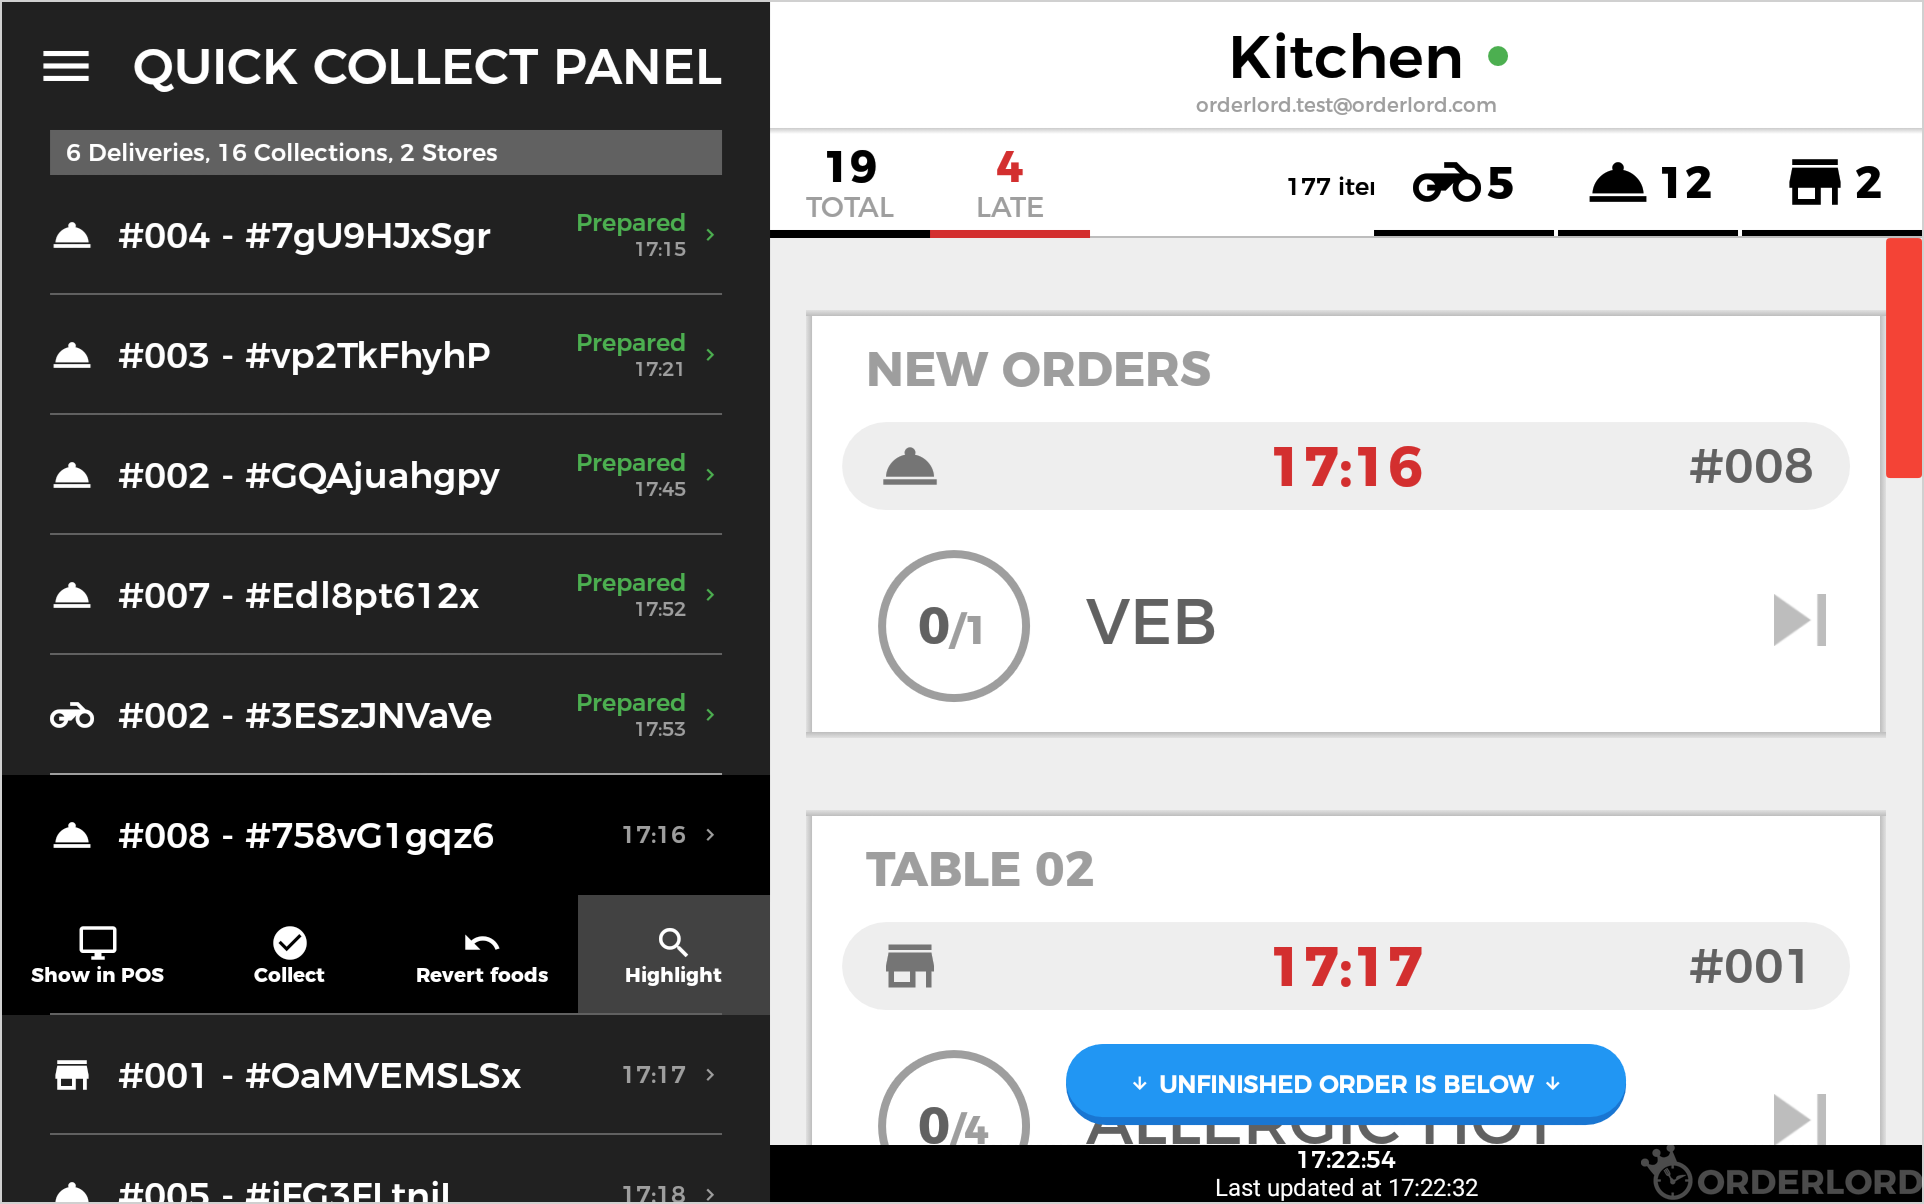 QUICK COLLECT PANEL
6 Deliveries, 16 Collections, 2 Stores
#004 - #7gU9HJxSgr
Prepared
17:15
#003 - #vp2TkFhyhP
Prepared
17:21
#002 - #GQAjuahgpy
Prepared
17:45
#007 - #Edl8pt612x
Prepared
17:52
#002 - #3ESzJNVaVe
Prepared
17:53
#008 - #758vG1gqz6
17:16
Show in POS
Collect
Revert foods
Highlight
#001 - #OaMVEMSLSx
17:17
#005 -
17:18
Kitchen
orderlord.test@orderlord.com
19
TOTAL
4
LATE
177 iter
5
12
2
NEW ORDERS
17:16
#008
0/1
VEB
TABLE 02
17:17
#001
0/4
ALLERGIC HOT
↓ UNFINISHED ORDER IS BELOW ↓
17:22:54
Last updated at 17:22:32
ORDERLORD